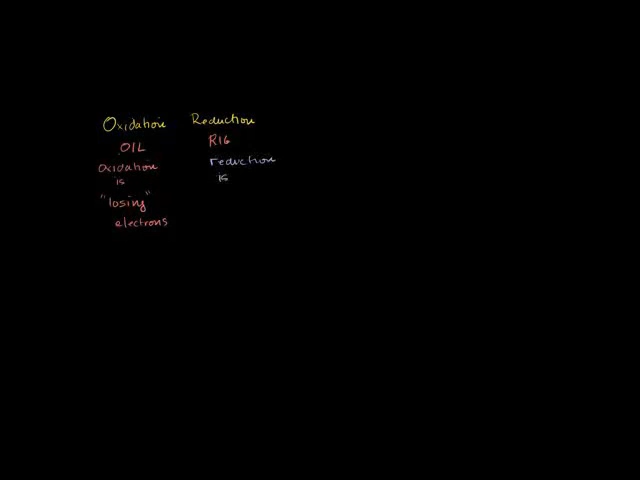 Oxidation Reduction
OIL RIG
oxidation reduction
is is
"losing"
electrons